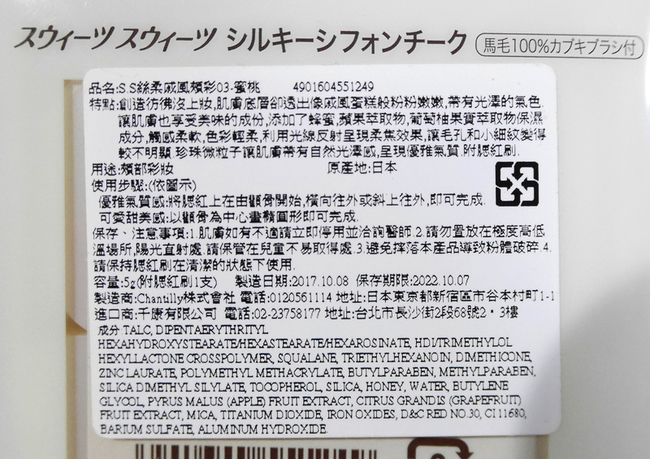 スウィーツ スウィーツ シルキーシフォンチーク 馬毛100%カブキブラシ付
品名:S.S絲柔戚風頰彩03-蜜桃 4901604551249
特點:創造彷彿沒上妝,肌膚底層卻透出像戚風蛋糕般粉粉嫩嫩,帶有光澤的氣色.
讓肌膚也享受美味的成份,添加了蜂蜜,蘋果萃取物,葡萄柚果實萃取物保濕
成分,觸感柔軟,色彩輕柔,利用光線反射呈現柔焦效果,讓毛孔和小細紋變得
較不明顯.珍珠微粒子讓肌膚帶有自然光澤感,呈現優雅氣質.附腮紅刷.
用途:頰部彩妝 原產地:日本
使用步驟:(依圖示)
優雅氣質感:將腮紅上在由顴骨開始,橫向往外或斜上往外,即可完成.
可愛甜美感:以顴骨為中心畫橢圓形即可完成.
保存、注意事項:1.肌膚如有不適請立即停用並洽詢醫師 2.請勿置放在極度高低
溫場所,陽光直射處.請保管在兒童不易取得處 3.避免摔落本產品導致粉體破碎 4.
請保持腮紅刷在清潔的狀態下使用.
容量:5g(附腮紅刷1支) 製造日期:2017.10.08 保存期限:2022.10.07
製造商:Chantilly株式會社 電話:0120561114 地址:日本東京都新宿區市谷本村町1-1
進口商:千康有限公司 電話:02-23758177 地址:台北市長沙街2段68號2‧3樓
成分 TALC, DIPENTAERYTHRITYL
HEXAHYDROXYSTEARATE/HEXASTEARATE/HEXAROSINATE, HDI/TRIMETHYLOL
HEXYLLACTONE CROSSPOLYMER, SQUALANE, TRIETHYLHEXANOIN, DIMETHICONE,
ZINC LAURATE, POLYMETHYL METHACRYLATE, BUTYLPARABEN, METHYLPARABEN,
SILICA DIMETHYL SILYLATE, TOCOPHEROL, SILICA, HONEY, WATER, BUTYLENE
GLYCOL, PYRUS MALUS (APPLE) FRUIT EXTRACT, CITRUS GRANDIS (GRAPEFRUIT)
FRUIT EXTRACT, MICA, TITANIUM DIOXIDE, IRON OXIDES, D&C RED NO.30, CI 11680,
BARIUM SULFATE, ALUMINUM HYDROXIDE.